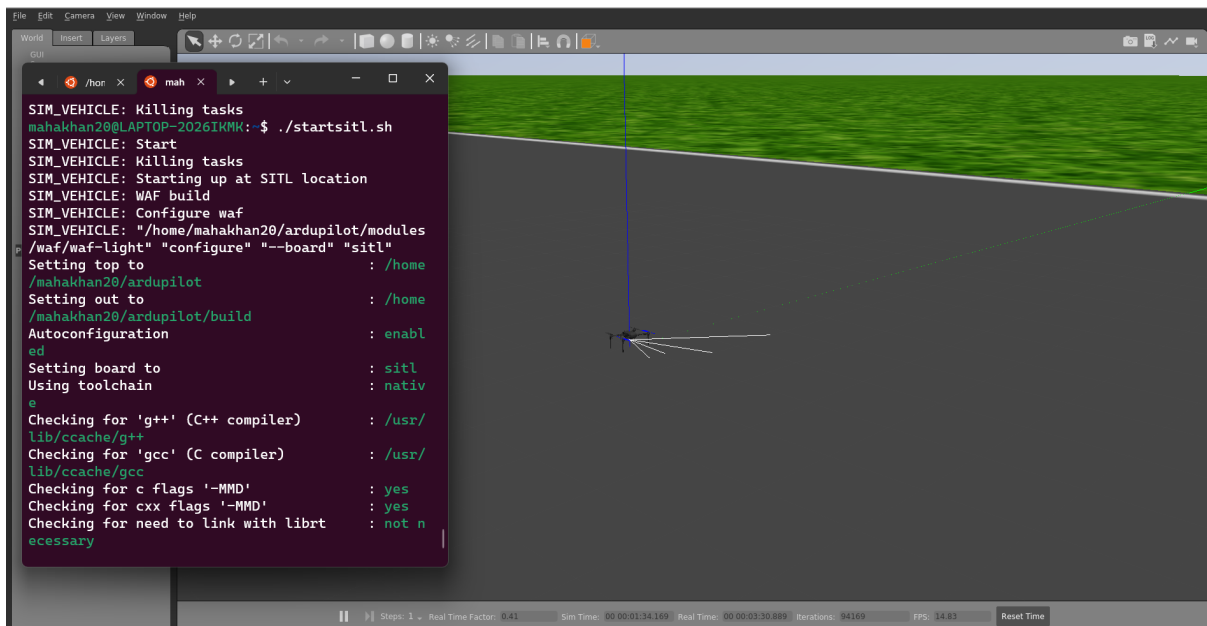 File Edit Camera View Window Help
World Insert Layers
GUI
/hor
mah
SIM_VEHICLE: Killing tasks
mahakhan20@LAPTOP-2O26IKMK:~$ ./startsitl.sh
SIM_VEHICLE: Start
SIM_VEHICLE: Killing tasks
SIM_VEHICLE: Starting up at SITL location
SIM_VEHICLE: WAF build
SIM_VEHICLE: Configure waf
SIM_VEHICLE: "/home/mahakhan20/ardupilot/modules
/waf/waf-light" "configure" "--board" "sitl"
Setting top to : /home
/mahakhan20/ardupilot
Setting out to : /home
/mahakhan20/ardupilot/build
Autoconfiguration : enabl
ed
Setting board to : sitl
Using toolchain : nativ
e
Checking for 'g++' (C++ compiler) : /usr/
lib/ccache/g++
Checking for 'gcc' (C compiler) : /usr/
lib/ccache/gcc
Checking for c flags '-MMD' : yes
Checking for cxx flags '-MMD' : yes
Checking for need to link with librt : not n
ecessary
Steps: 1 Real Time Factor: 0.41 Sim Time: 00 00:01:34.169 Real Time: 00 00:03:30.889 Iterations: 94169 FPS: 14.83 Reset Time